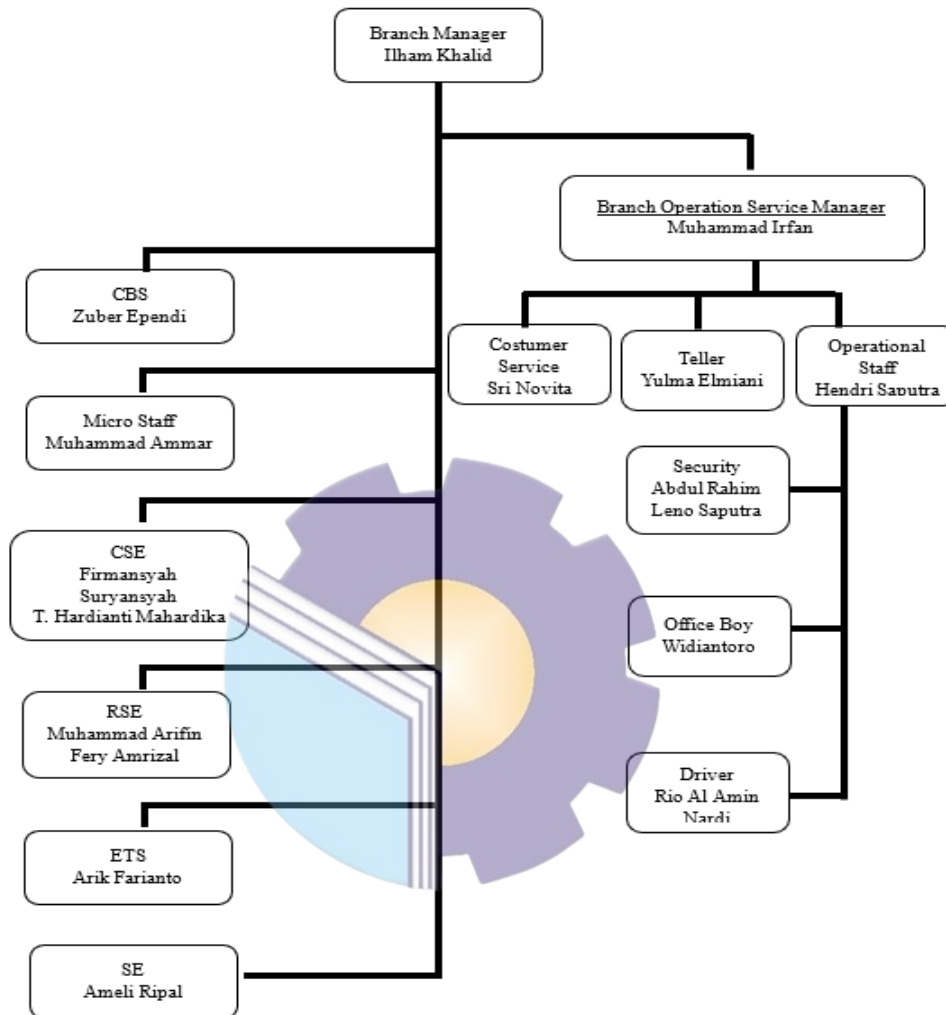 Branch Manager
Ilham Khalid
Branch Operation Service Manager
Muhammad Irfan
CBS
Zuber Ependi
Costumer
Service
Sri Novita
Teller
Yulma Elmiani
Operational
Staff
Hendri Saputra
Micro Staff
Muhammad Ammar
Security
Abdul Rahim
Leno Saputra
CSE
Firmansyah
Suryansyah
T. Hardianti Mahardika
Office Boy
Widiantoro
RSE
Muhammad Arifin
Fery Amrizal
Driver
Rio Al Amin
Nardi
ETS
Arik Farianto
SE
Ameli Ripal